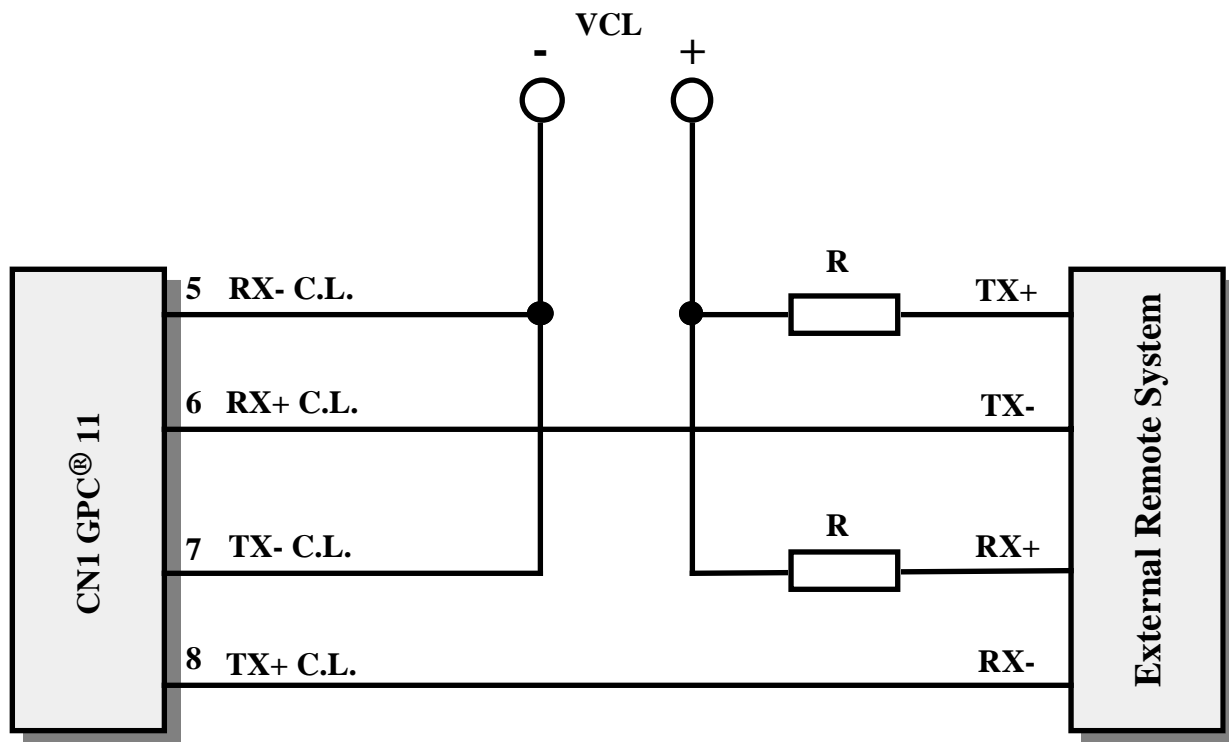 VCL
- +
R
5 RX- C.L.
TX+
6 RX+ C.L.
TX-
R
7 TX- C.L.
RX+
8 TX+ C.L.
RX-
CN1 GPC® 11
External Remote System